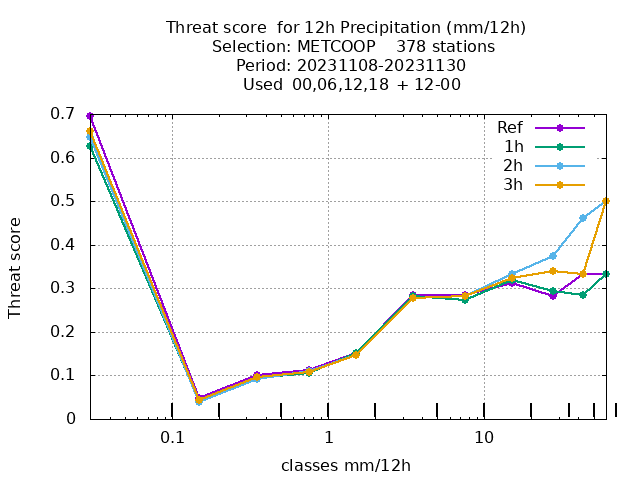 Threat score  for 12h Precipitation (mm/12h)
Selection: METCOOP    378 stations
Period: 20231108-20231130
Used  00,06,12,18  + 12-00
0.7
0.6
0.5
0.4
0.3
0.2
0.1
0
Threat score
Ref
1h
2h
3h
0.1
1
10
classes mm/12h